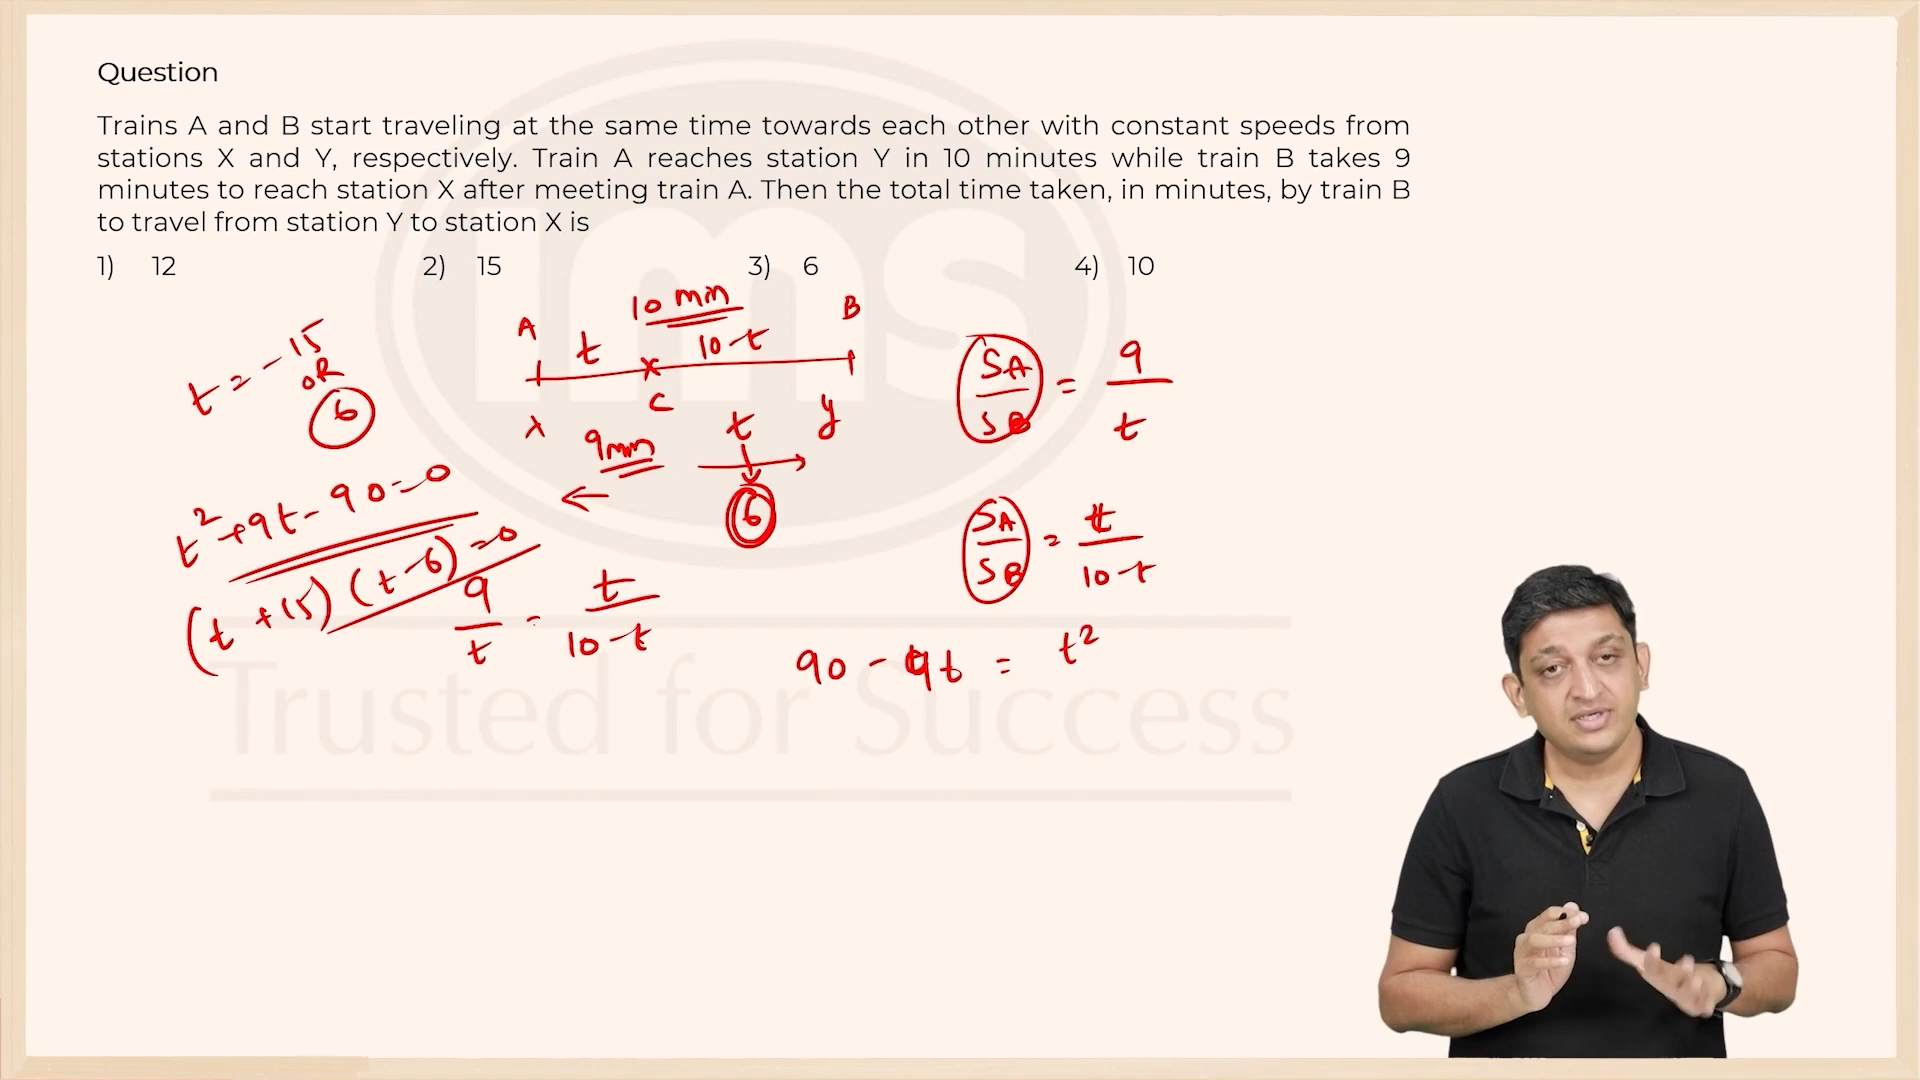 Question
Trains A and B start traveling at the same time towards each other with constant speeds from
stations X and Y, respectively. Train A reaches station Y in 10 minutes while train B takes 9
minutes to reach station X after meeting train A. Then the total time taken, in minutes, by train B
to travel from station Y to station X is
1) 12 2) 15 3) 6 4) 10
10 min
A B
t 10-t
X C Y
9min t
6
t = -15
OR
6
t²+9t-90=0
(t+15)(t-6)=0
9/t = t/(10-t)
SA/SB = 9/t
SA/SB = t/(10-t)
90 - 9t = t²
ims
Trusted for Success